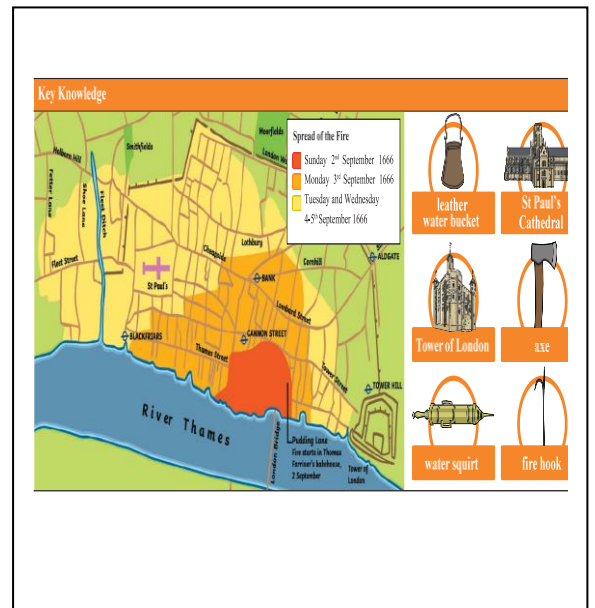 Key Knowledge
Spread of the Fire
Sunday 2nd September 1666
Monday 3rd September 1666
Tuesday and Wednesday
4-5th September 1666
Moorfields
London W
Smithfields
Holborn Hill
Fetter Lane
Shoe Lane
Fleet Ditch
Fleet Street
St Paul's
Cheapside
Lothbury
Cornhill
ALDGATE
BANK
Lombard Street
CANNON STREET
BLACKFRIARS
Thames Street
Tower Street
TOWER HILL
River Thames
London Bridge
Pudding Lane
Fire starts in Thomas
Farriner's bakehouse,
2 September
Tower of
London
leather
water bucket
St Paul's
Cathedral
Tower of London
axe
water squirt
fire hook